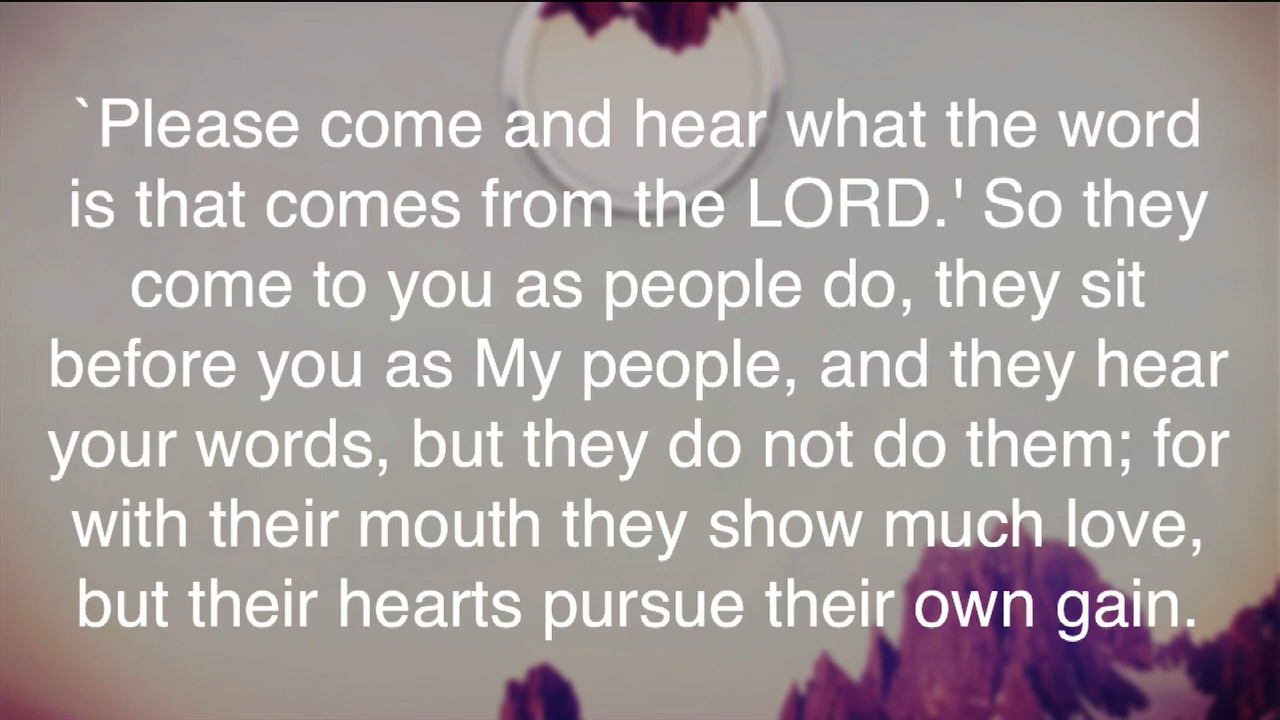 `Please come and hear what the word
is that comes from the LORD.' So they
come to you as people do, they sit
before you as My people, and they hear
your words, but they do not do them; for
with their mouth they show much love,
but their hearts pursue their own gain.